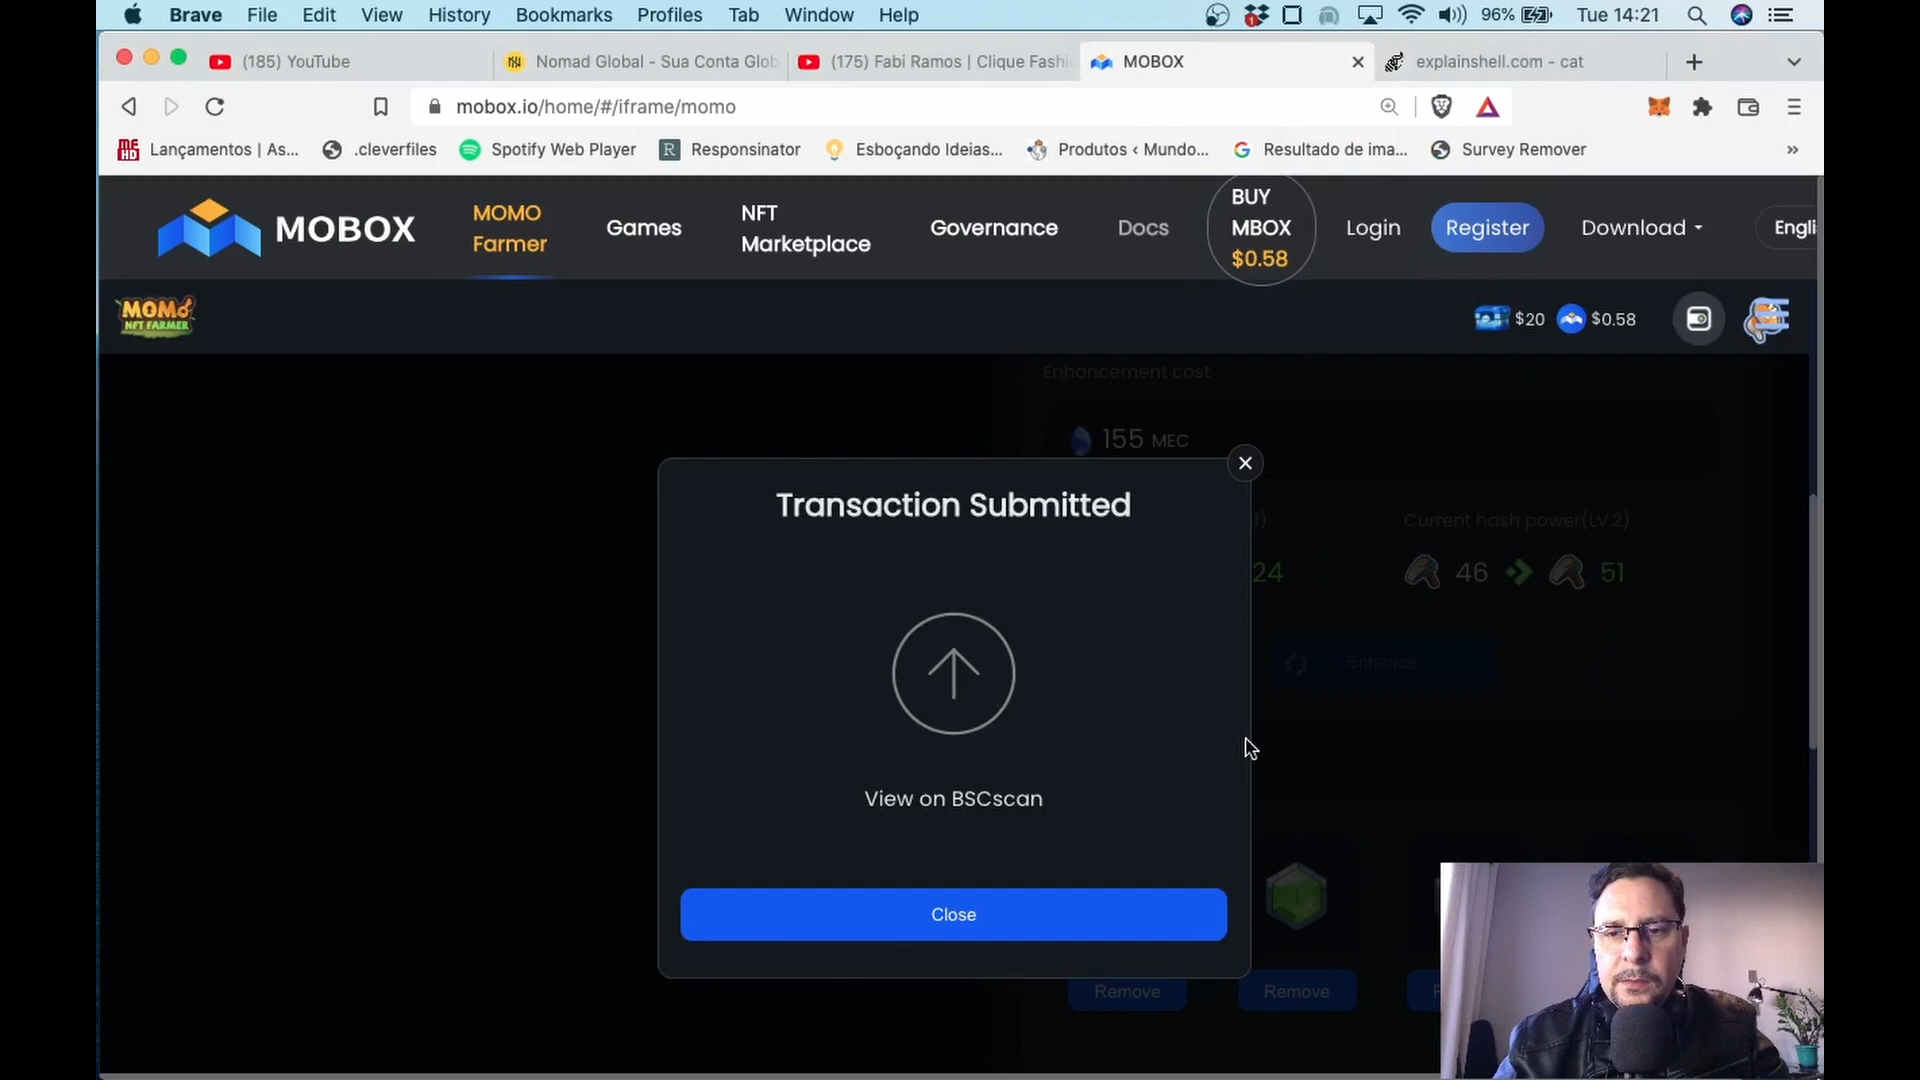 Brave File Edit View History Bookmarks Profiles Tab Window Help 96% Tue 14:21
(185) YouTube Nomad Global - Sua Conta Glob (175) Fabi Ramos | Clique Fashi MOBOX explainshell.com - cat
mobox.io/home/#/iframe/momo
Lançamentos | As... .cleverfiles Spotify Web Player R Responsinator Esboçando Ideias... Produtos ‹ Mundo... Resultado de ima... Survey Remover »
MOBOX
MOMO
Farmer
Games
NFT
Marketplace
Governance
Docs
BUY
MBOX
$0.58
Login
Register
Download
Engli
MOMO
NFT FARMER
$20 $0.58
Enhancement cost
155 MEC
Transaction Submitted
.1)
Current hash power(LV.2)
24
46 51
Enhance
View on BSCscan
Close
Remove Remove